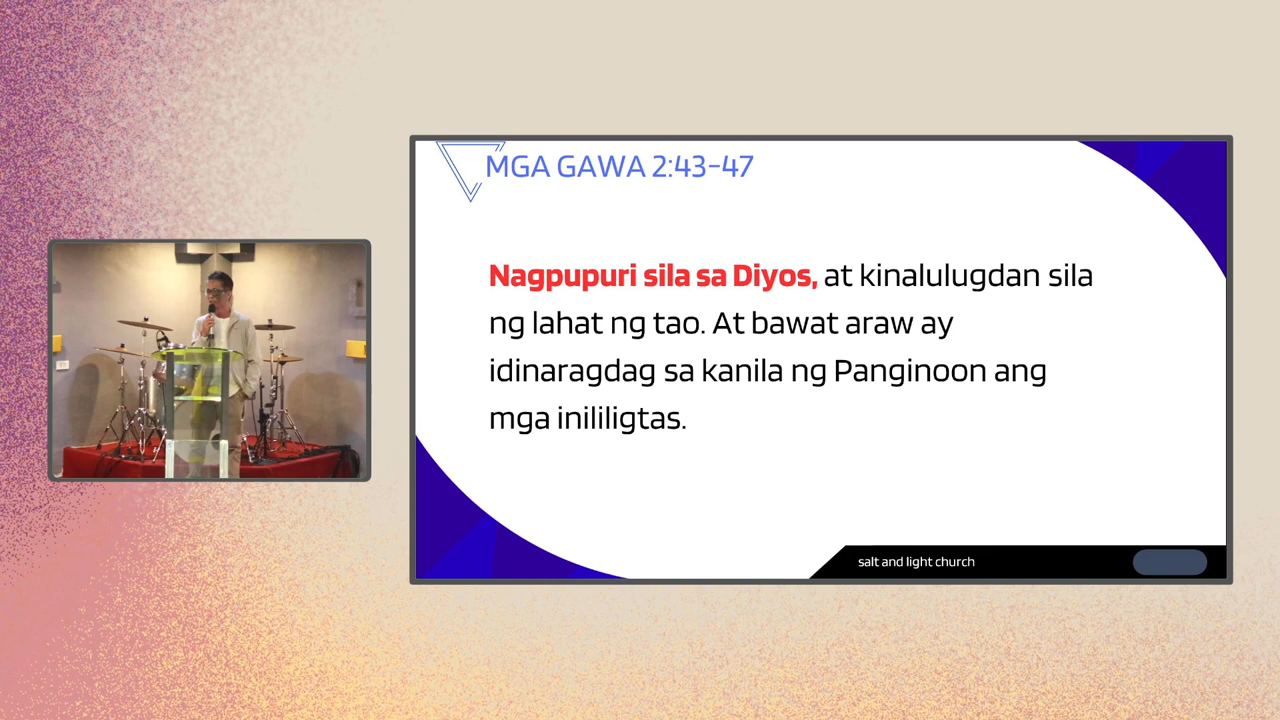 MGA GAWA 2:43-47
Nagpupuri sila sa Diyos, at kinalulugdan sila
ng lahat ng tao. At bawat araw ay
idinaragdag sa kanila ng Panginoon ang
mga inililigtas.
salt and light church